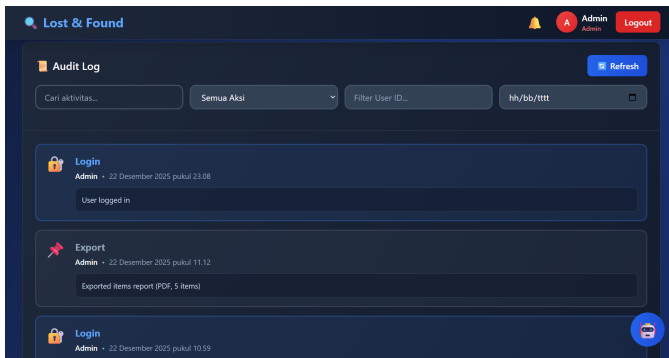 Lost & Found
A
Admin
Admin
Logout
Audit Log
Refresh
Cari aktivitas...
Semua Aksi
Filter User ID...
hh/bb/tttt
Login
Admin • 22 Desember 2025 pukul 23.08
User logged in
Export
Admin • 22 Desember 2025 pukul 11.12
Exported items report (PDF, 5 items)
Login
Admin • 22 Desember 2025 pukul 10.59